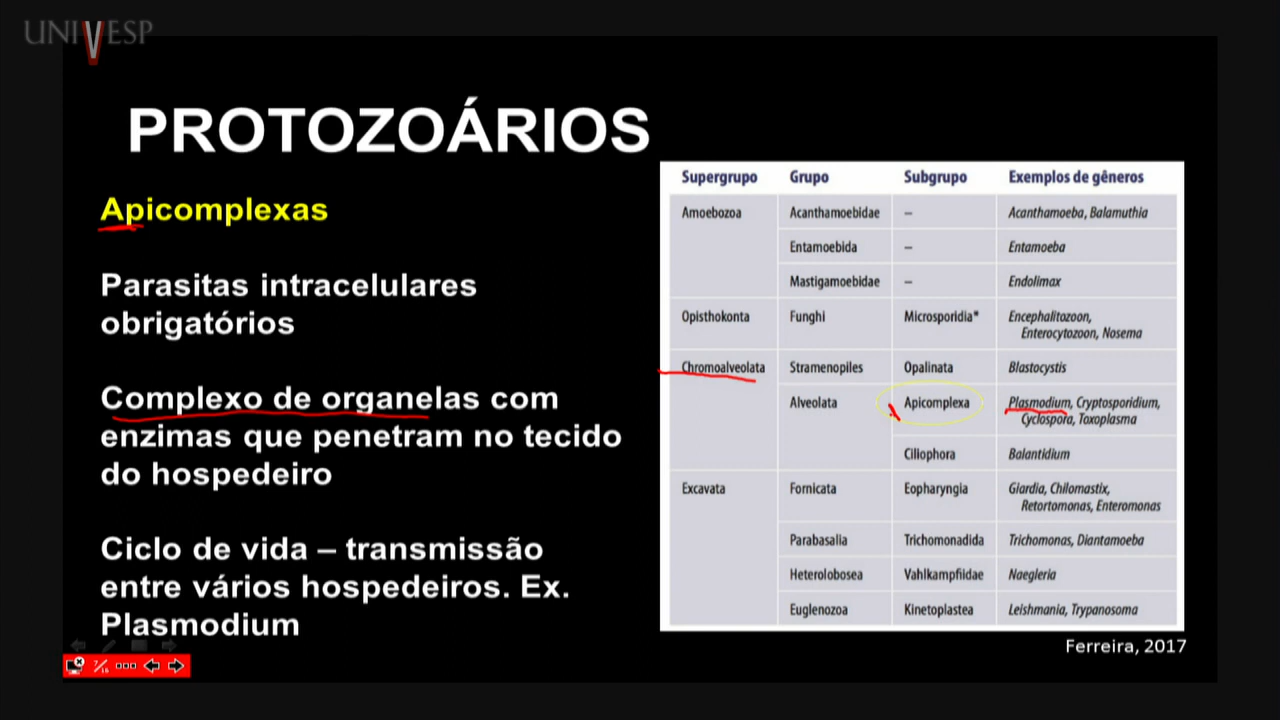 UNIVESP
PROTOZOÁRIOS
Apicomplexas
Parasitas intracelulares
obrigatórios
Complexo de organelas com
enzimas que penetram no tecido
do hospedeiro
Ciclo de vida – transmissão
entre vários hospedeiros. Ex.
Plasmodium
Supergrupo Grupo Subgrupo Exemplos de gêneros
Amoebozoa Acanthamoebidae – Acanthamoeba, Balamuthia
Entamoebida – Entamoeba
Mastigamoebidae – Endolimax
Opisthokonta Funghi Microsporidia* Encephalitozoon,
Enterocytozoon, Nosema
Chromoalveolata Stramenopiles Opalinata Blastocystis
Alveolata Apicomplexa Plasmodium, Cryptosporidium,
Cyclospora, Toxoplasma
Ciliophora Balantidium
Excavata Fornicata Eopharyngia Giardia, Chilomastix,
Retortomonas, Enteromonas
Parabasalia Trichomonadida Trichomonas, Diantamoeba
Heterolobosea Vahlkampfiidae Naegleria
Euglenozoa Kinetoplastea Leishmania, Trypanosoma
Ferreira, 2017
7/16